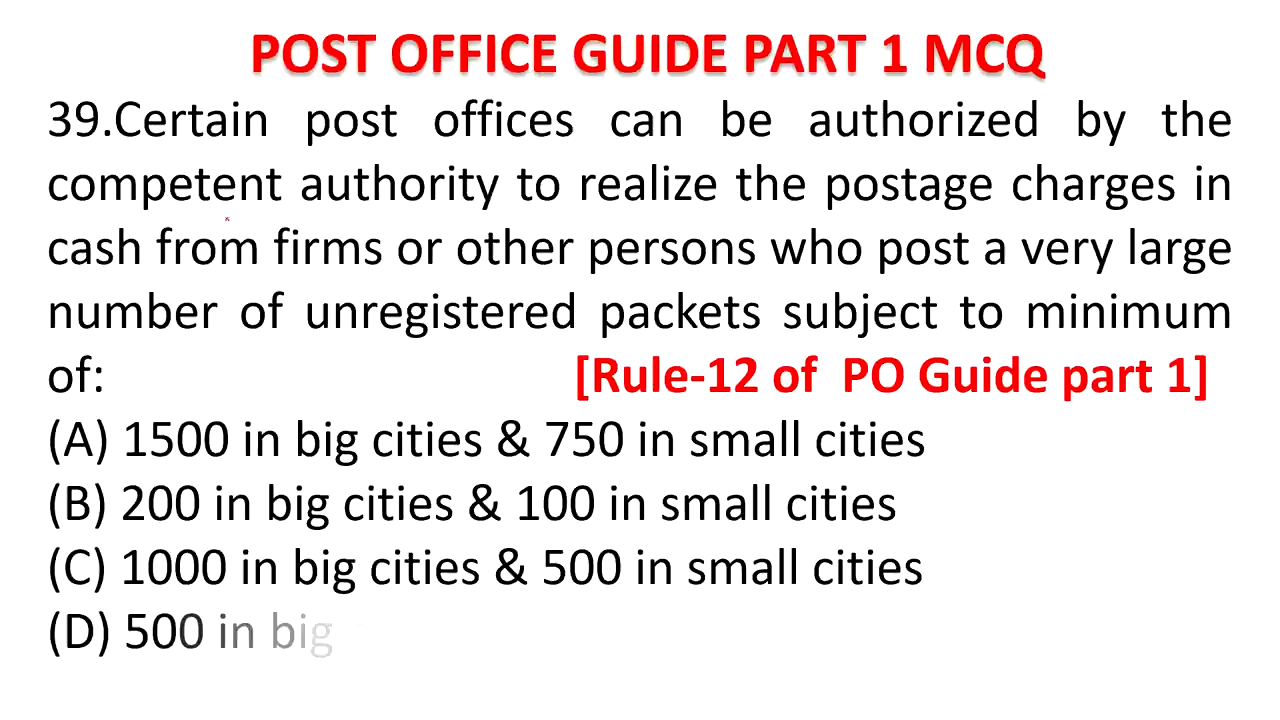 POST OFFICE GUIDE PART 1 MCQ
39.Certain post offices can be authorized by the
competent authority to realize the postage charges in
cash from firms or other persons who post a very large
number of unregistered packets subject to minimum
of: [Rule-12 of PO Guide part 1]
(A) 1500 in big cities & 750 in small cities
(B) 200 in big cities & 100 in small cities
(C) 1000 in big cities & 500 in small cities
(D) 500 in big